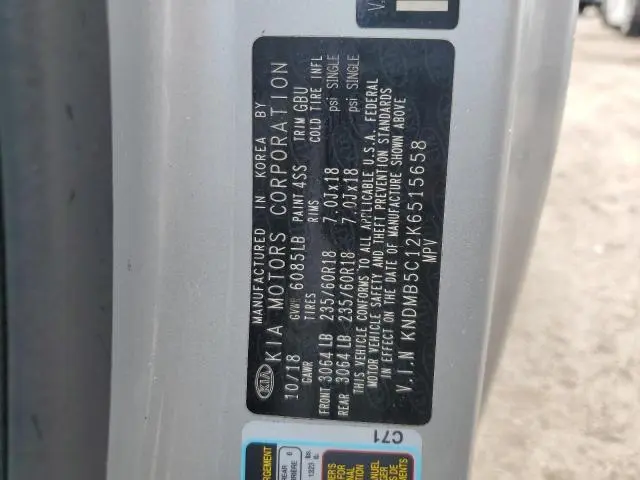 MANUFACTURED IN KOREA BY
KIA KIA MOTORS CORPORATION
10/18 GVWR 6085LB PAINT 4SS TRIM GBU
GAWR TIRES RIMS COLD TIRE INFL
FRONT 3064LB 235/60R18 7.0Jx18 psi SINGLE
REAR 3064LB 235/60R18 7.0Jx18 psi SINGLE
THIS VEHICLE CONFORMS TO ALL APPLICABLE U.S.A. FEDERAL
MOTOR VEHICLE SAFETY AND THEFT PREVENTION STANDARDS
IN EFFECT ON THE DATE OF MANUFACTURE SHOWN ABOVE
V.I.N KNDMB5C12K6515658
MPV
C71